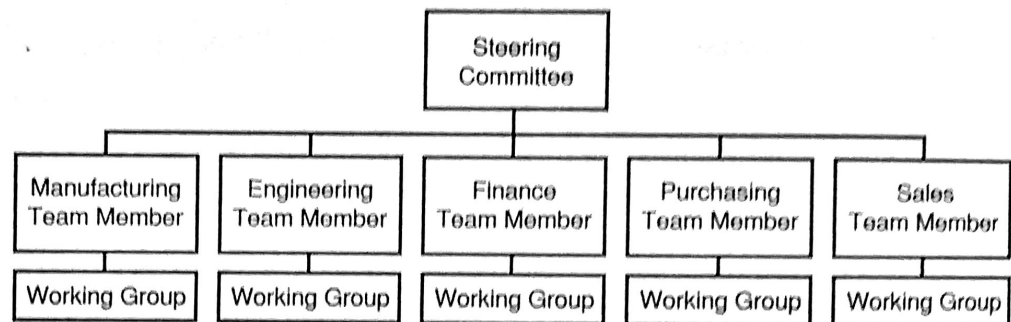 Steering
Committee
Manufacturing
Team Member
Engineering
Team Member
Finance
Team Member
Purchasing
Team Member
Sales
Team Member
Working Group
Working Group
Working Group
Working Group
Working Group